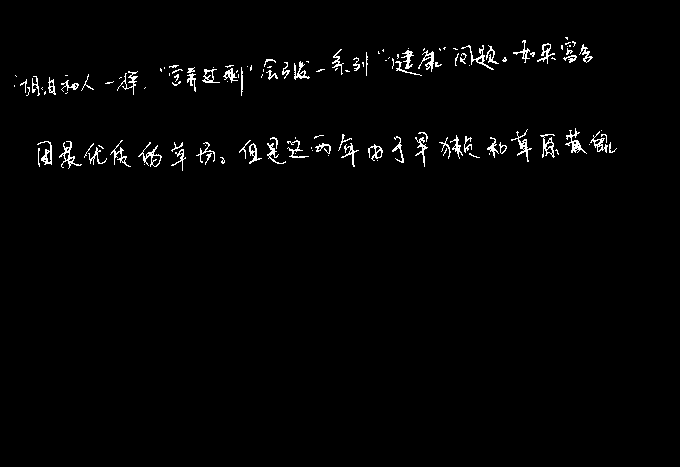 湖泊和人一样,“营养过剩”会引发一系列“健康”问题。如果富含
国最优质的草场。但是这两年由于旱獭和草原黄鼠